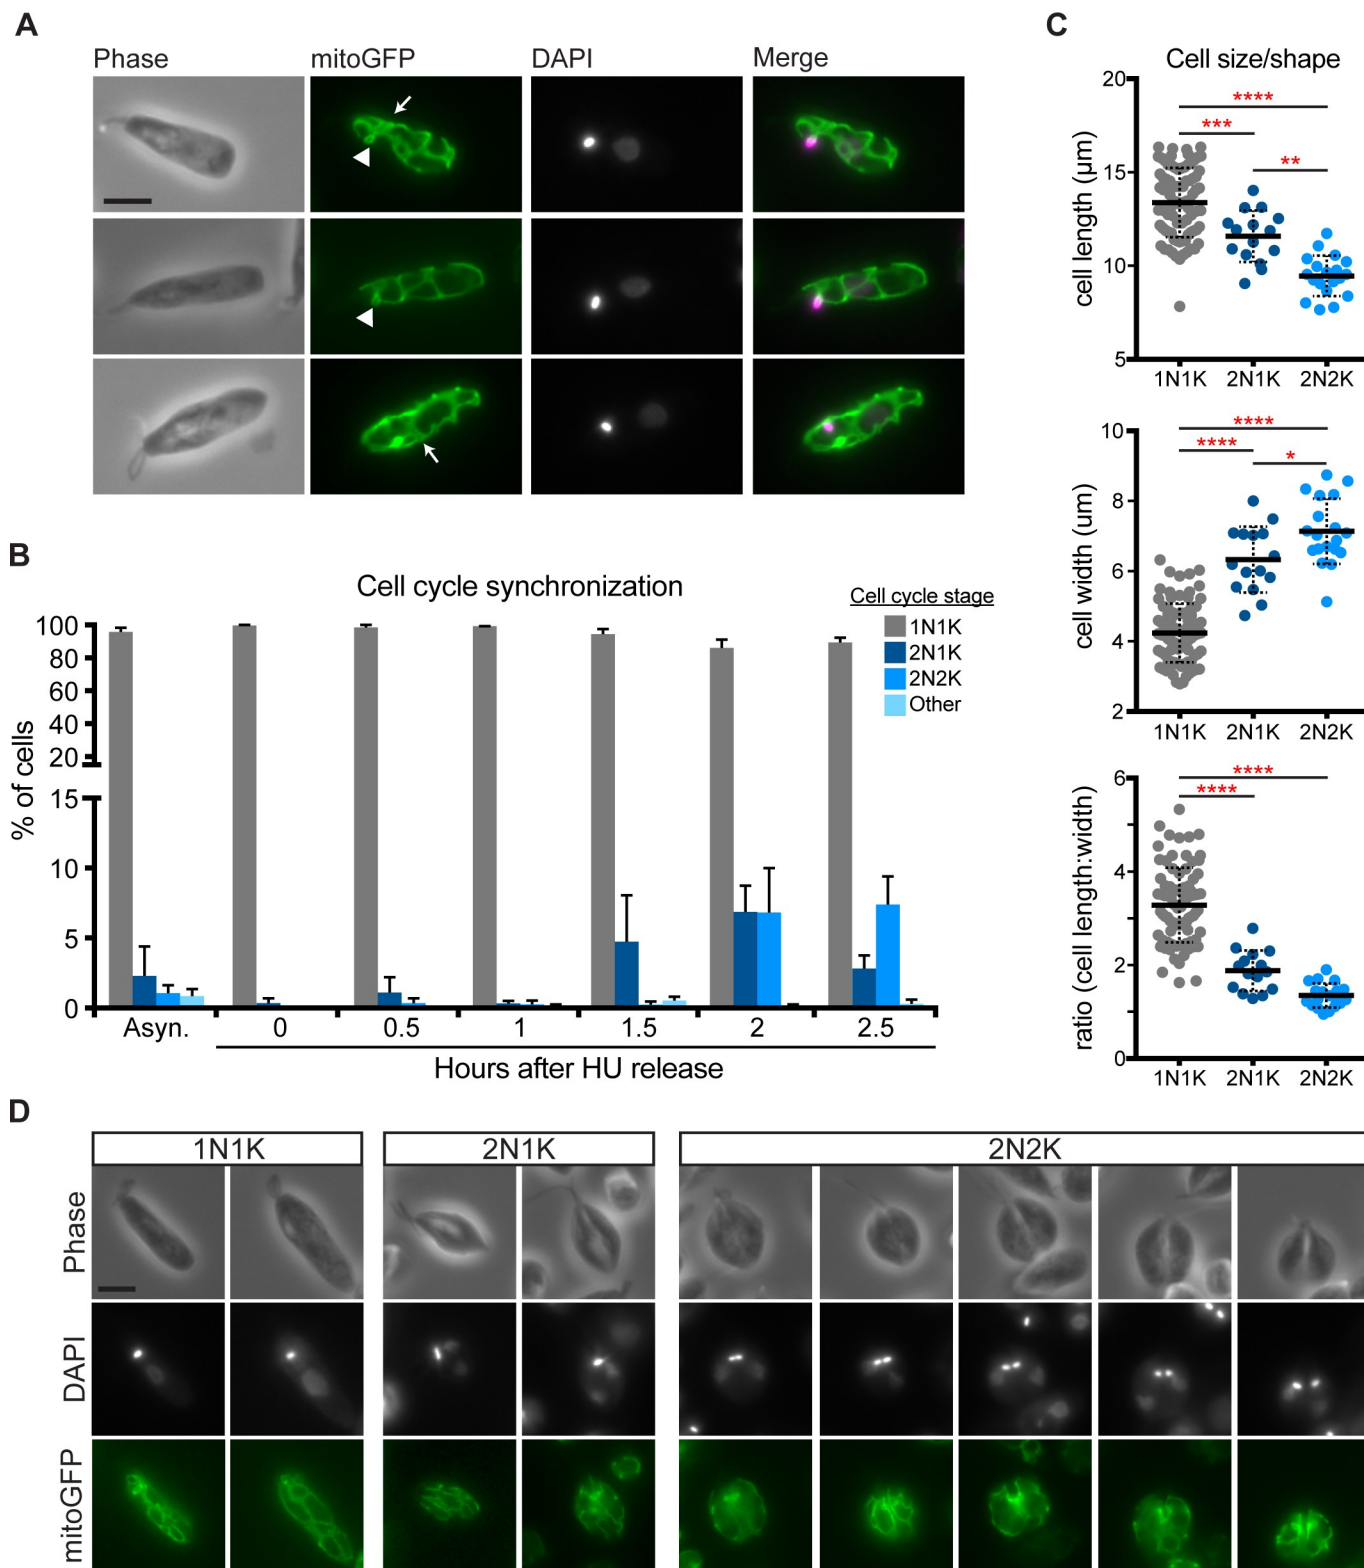 A
Phase mitoGFP DAPI Merge
B
Cell cycle synchronization
Cell cycle stage
1N1K
2N1K
2N2K
Other
% of cells
100
80
60
40
20
15
10
5
0
Asyn. 0 0.5 1 1.5 2 2.5
Hours after HU release
C
Cell size/shape
cell length (µm)
20
15
10
5
****
***
**
1N1K 2N1K 2N2K
cell width (um)
10
8
6
4
2
****
****
*
1N1K 2N1K 2N2K
ratio (cell length:width)
6
4
2
0
****
****
1N1K 2N1K 2N2K
D
1N1K 2N1K 2N2K
Phase
DAPI
mitoGFP